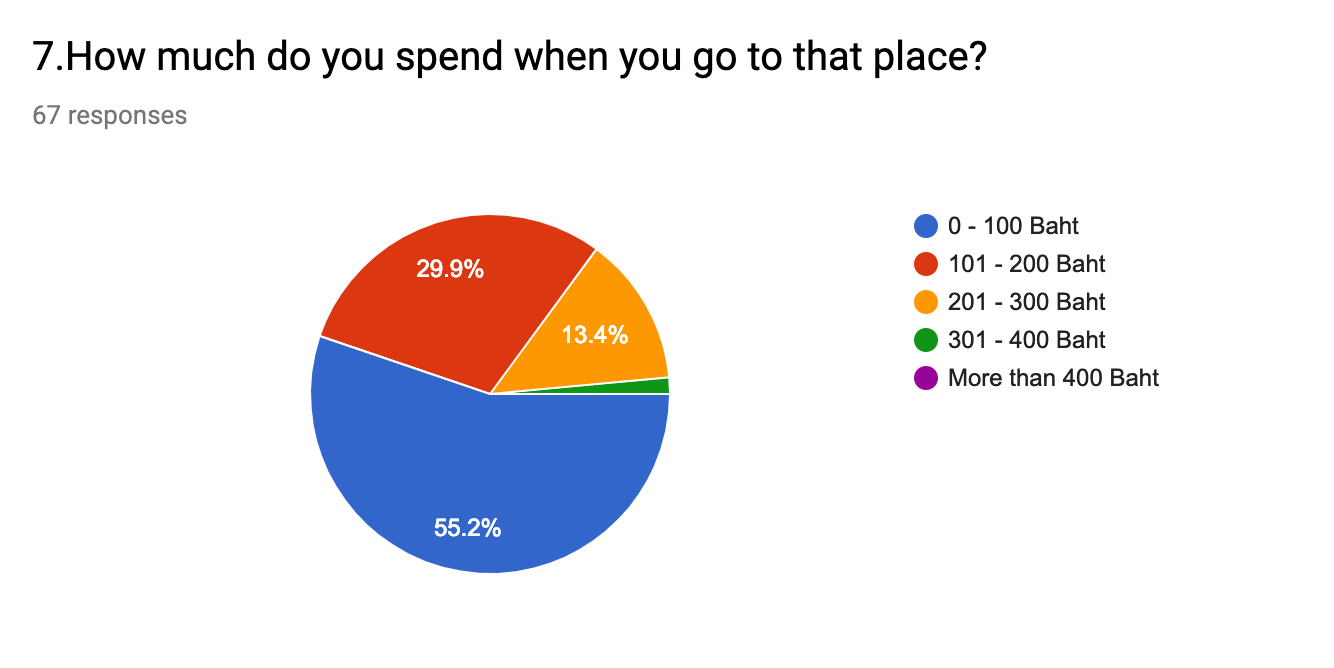 7.How much do you spend when you go to that place?
67 responses
29.9%
13.4%
55.2%
0 - 100 Baht
101 - 200 Baht
201 - 300 Baht
301 - 400 Baht
More than 400 Baht